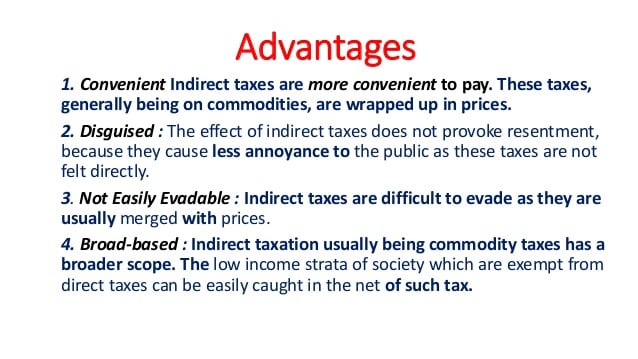 Advantages
1. Convenient Indirect taxes are more convenient to pay. These taxes,
generally being on commodities, are wrapped up in prices.
2. Disguised : The effect of indirect taxes does not provoke resentment,
because they cause less annoyance to the public as these taxes are not
felt directly.
3. Not Easily Evadable : Indirect taxes are difficult to evade as they are
usually merged with prices.
4. Broad-based : Indirect taxation usually being commodity taxes has a
broader scope. The low income strata of society which are exempt from
direct taxes can be easily caught in the net of such tax.